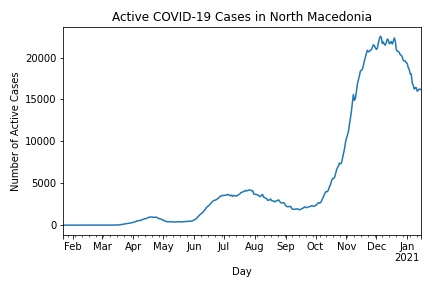 Active COVID-19 Cases in North Macedonia
Number of Active Cases
20000
15000
10000
5000
0
Feb Mar Apr May Jun Jul Aug Sep Oct Nov Dec Jan
2021
Day